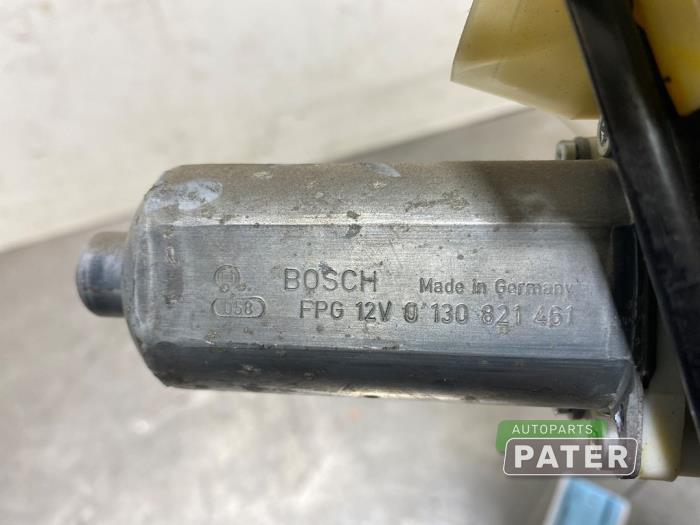 BOSCH Made in Germany
058 FPG 12V 0 130 821 461
AUTOPARTS
PATER